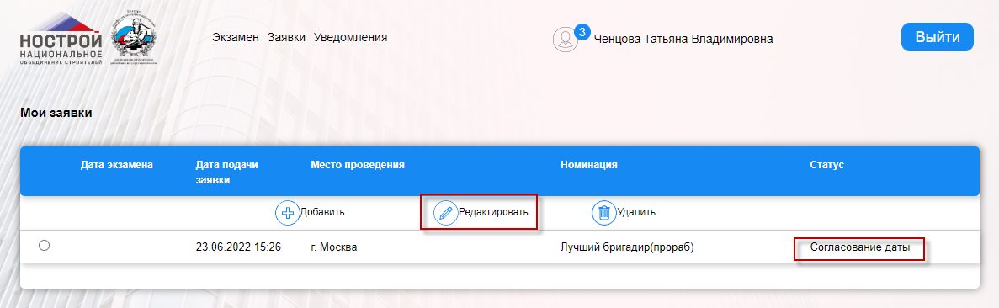 НОСТРОЙ
НАЦИОНАЛЬНОЕ
ОБЪЕДИНЕНИЕ СТРОИТЕЛЕЙ
Экзамен Заявки Уведомления
3
Ченцова Татьяна Владимировна
Выйти
Мои заявки
Дата экзамена
Дата подачи
заявки
Место проведения
Номинация
Статус
Добавить
Редактировать
Удалить
23.06.2022 15:26
г. Москва
Лучший бригадир(прораб)
Согласование даты